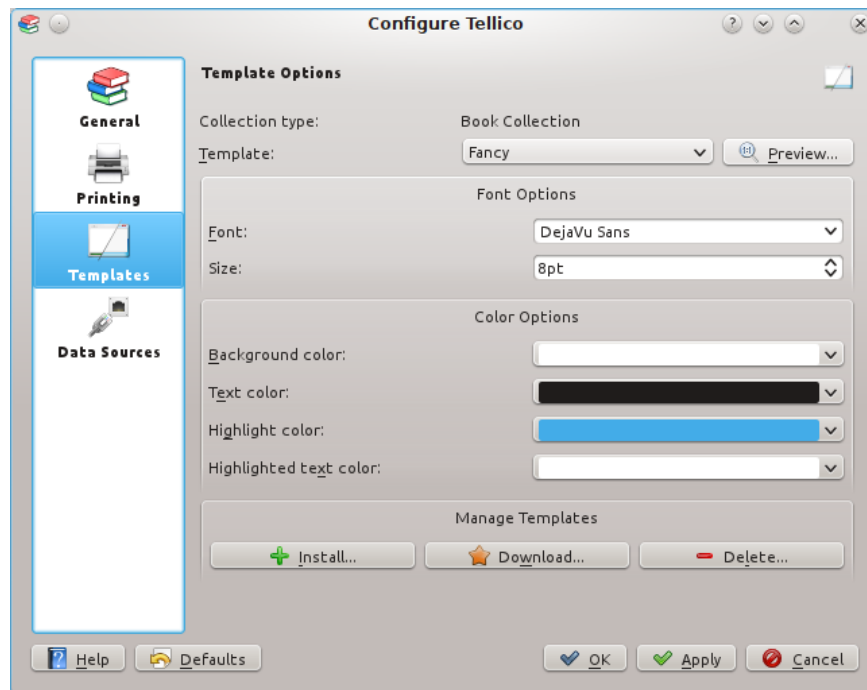 Configure Tellico
General
Printing
Templates
Data Sources
Template Options
Collection type: Book Collection
Template: Fancy Preview...
Font Options
Font: DejaVu Sans
Size: 8pt
Color Options
Background color:
Text color:
Highlight color:
Highlighted text color:
Manage Templates
Install... Download... Delete...
Help Defaults OK Apply Cancel